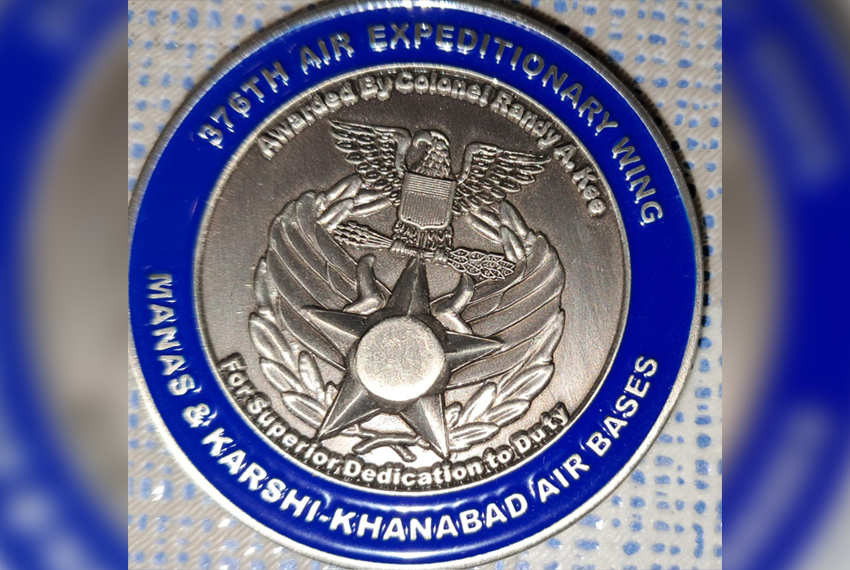 376TH AIR EXPEDITIONARY WING
Awarded By Colonel Randy A. Kee
For Superior Dedication to Duty
MANAS & KARSHI-KHANABAD AIR BASES